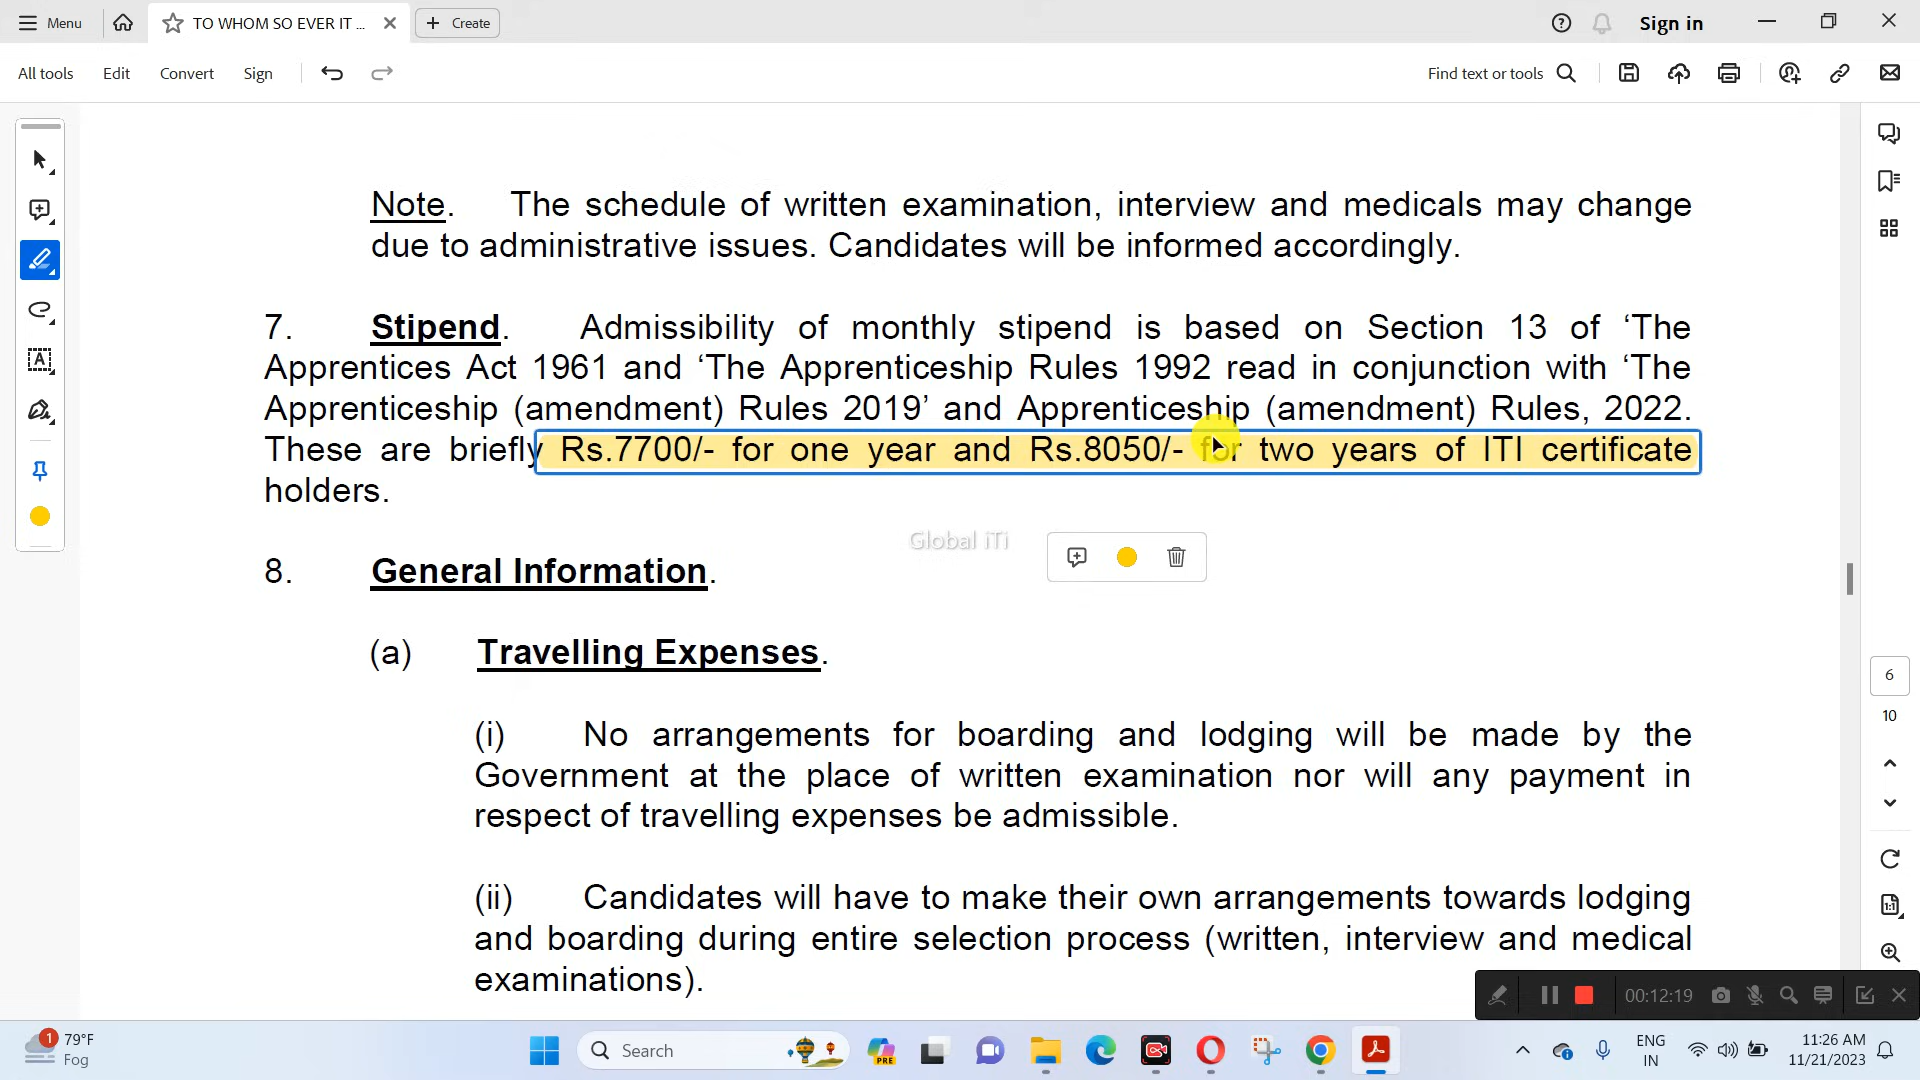 Menu
TO WHOM SO EVER IT ...
Create
Sign in
All tools
Edit
Convert
Sign
Find text or tools
Note. The schedule of written examination, interview and medicals may change
due to administrative issues. Candidates will be informed accordingly.
7. Stipend. Admissibility of monthly stipend is based on Section 13 of ‘The
Apprentices Act 1961 and ‘The Apprenticeship Rules 1992 read in conjunction with ‘The
Apprenticeship (amendment) Rules 2019’ and Apprenticeship (amendment) Rules, 2022.
These are briefly Rs.7700/- for one year and Rs.8050/- for two years of ITI certificate
holders.
Global iTi
8. General Information.
(a) Travelling Expenses.
(i) No arrangements for boarding and lodging will be made by the
Government at the place of written examination nor will any payment in
respect of travelling expenses be admissible.
(ii) Candidates will have to make their own arrangements towards lodging
and boarding during entire selection process (written, interview and medical
examinations).
6
10
1:1
00:12:19
1
79°F
Fog
Search
PRE
ENG
IN
11:26 AM
11/21/2023